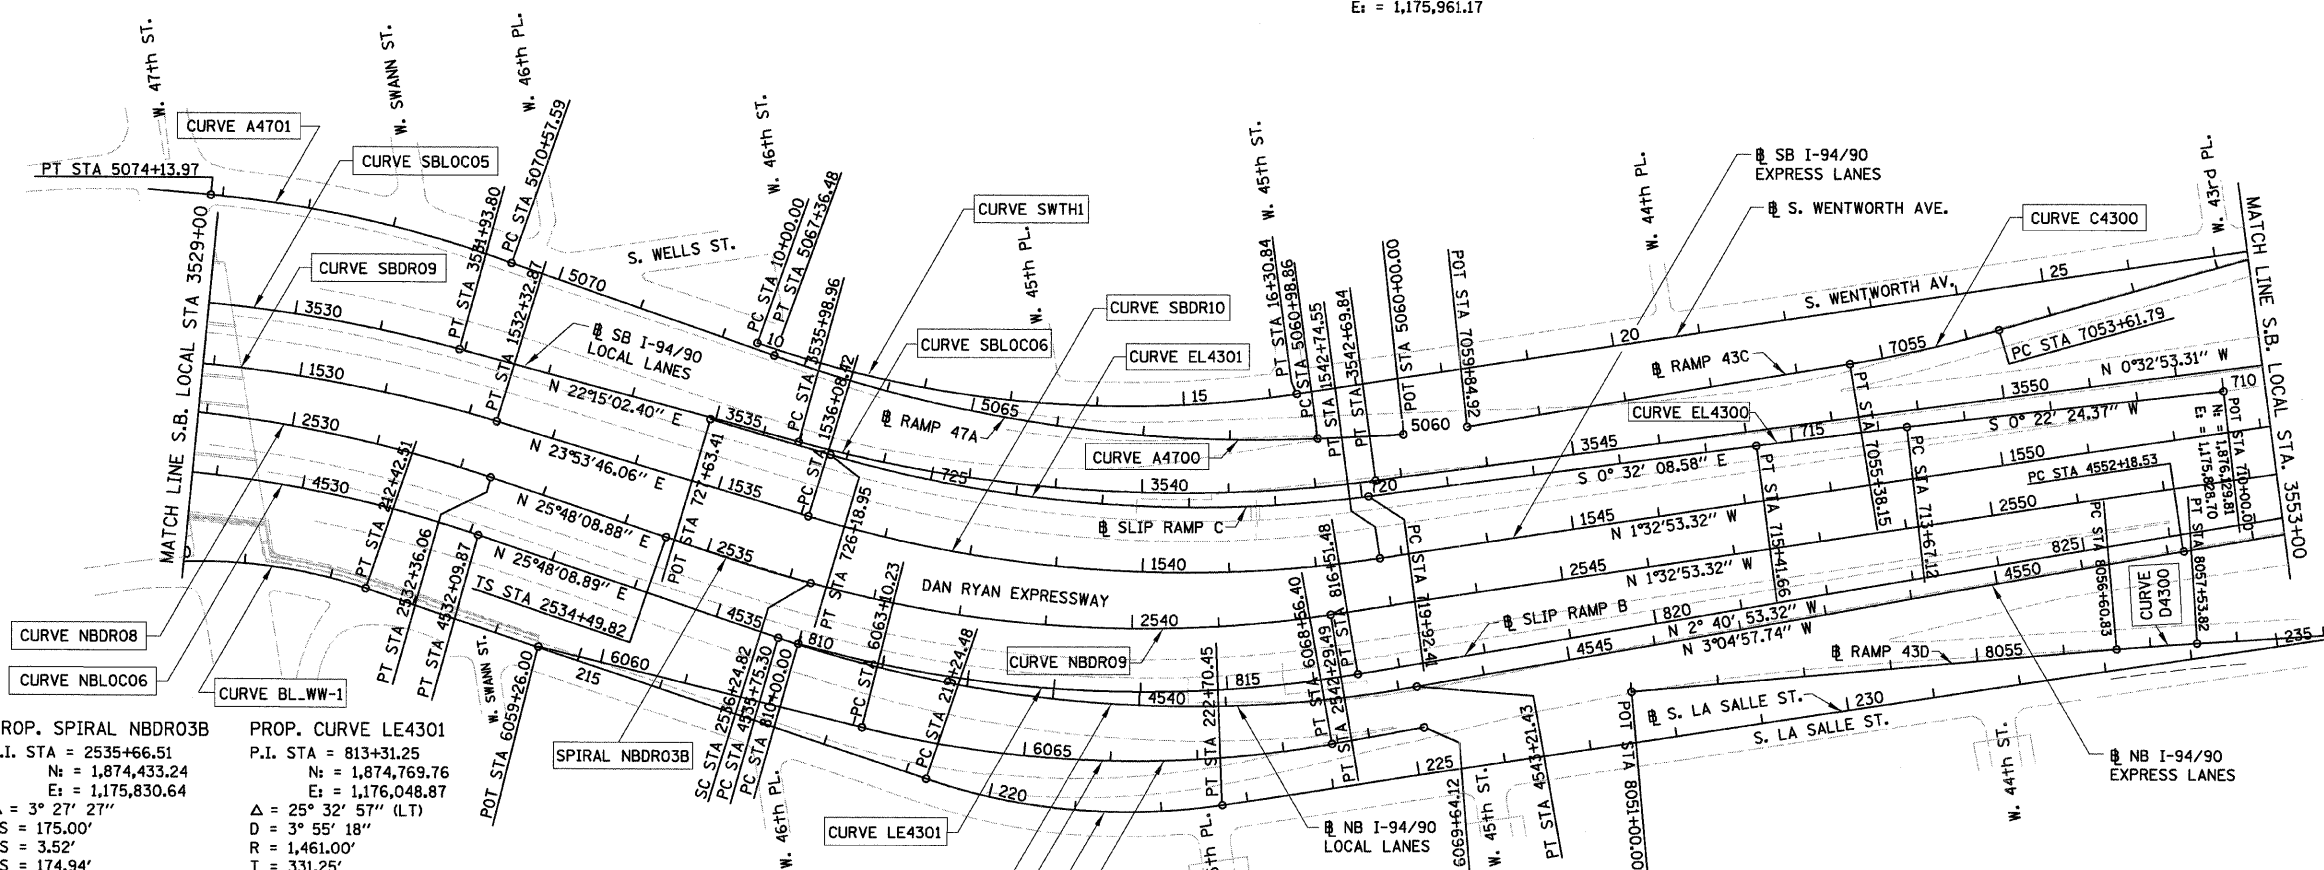 E: = 1,175,961.17
W. 47th ST.
W. SWANN ST.
W. 46th PL.
W. 46th ST.
W. 45th PL.
W. 45th ST.
W. 44th PL.
W. 43rd PL.
CURVE A4701
PT STA 5074+13.97
CURVE SBLOC05
PT STA 3531+93.80
PC STA 5070+57.59
S. WELLS ST.
PC STA 10+00.00
PT STA 5067+36.48
CURVE SWTH1
PT STA 16+30.84
PC STA 5060+98.86
PT STA 1542+74.55
PT STA 3542+69.84
POT STA 5060+00.00
POT STA 7059+84.92
℄ SB I-94/90
EXPRESS LANES
℄ S. WENTWORTH AVE.
CURVE C4300
MATCH LINE S.B. LOCAL STA. 3553+00
MATCH LINE S.B. LOCAL STA 3529+00
CURVE SBDR09
3530
PT STA 1532+32.87
5070
℄ SB I-94/90
LOCAL LANES
10
PC STA 3535+98.96
CURVE SBLOC06
CURVE SBDR10
CURVE EL4301
S. WENTWORTH AV.
25
20
15
℄ RAMP 43C
7055
PC STA 7053+61.79
1530
N 22°15'02.40" E
3535
PC STA 1536+08.42
℄ RAMP 47A
5065
CURVE A4700
5060
CURVE EL4300
715
3550
N 0°32'53.31" W
710
2530
N 23°53'46.06" E
POT STA 727+63.41
725
3540
720
3545
S 0° 32' 08.58" E
S 0° 22' 24.37" W
PT STA 7055+38.15
PC STA 713+67.12
POT STA 710+00.00
N: = 1,876,129.81
E: = 1,175,828.70
4530
PT STA 212+42.51
N 25°48'08.88" E
1535
℄ SLIP RAMP C
PC STA 719+92.41
1545
N 1°32'53.32" W
PT STA 715+41.66
1550
PC STA 4552+18.53
PT STA 2532+36.06
PT STA 4532+09.87
N 25°48'08.89" E
TS STA 2534+49.82
2535
PT STA 726+18.95
1540
DAN RYAN EXPRESSWAY
PT STA 816+51.48
2545
N 1°32'53.32" W
2550
PC STA 8056+60.83
PT STA 8057+53.82
825
4550
CURVE
D4300
CURVE NBDR08
CURVE NBLOC06
CURVE BL_WW-1
W. SWANN ST.
4535
810
PC STA 6063+10.23
2540
CURVE NBDR09
PT STA 6068+56.40
PT STA 2542+29.49
℄ SLIP RAMP B
820
N 2° 40' 53.32" W
N 3°04'57.74" W
4545
℄ RAMP 43D
8055
235
POT STA 6059+26.00
6060
215
SPIRAL NBDR03B
SC STA 2536+24.82
PC STA 4535+75.30
PC STA 810+00.00
PC STA 219+24.48
PT STA 222+70.45
815
4540
6065
220
225
POT STA 8051+00.00
℄ S. LA SALLE ST.
230
S. LA SALLE ST.
CURVE LE4301
℄ NB I-94/90
LOCAL LANES
6069+64.12
W. 45th ST.
PT STA 4543+21.43
W. 44th ST.
℄ NB I-94/90
EXPRESS LANES
W. 46th PL.
5th PL.
ROP. SPIRAL NBDR03B
.I. STA = 2535+66.51
N: = 1,874,433.24
E: = 1,175,830.64
= 3° 27' 27"
S = 175.00'
S = 3.52'
S = 174.94'
PROP. CURVE LE4301
P.I. STA = 813+31.25
N: = 1,874,769.76
E: = 1,176,048.87
Δ = 25° 32' 57" (LT)
D = 3° 55' 18"
R = 1,461.00'
T = 331.25'